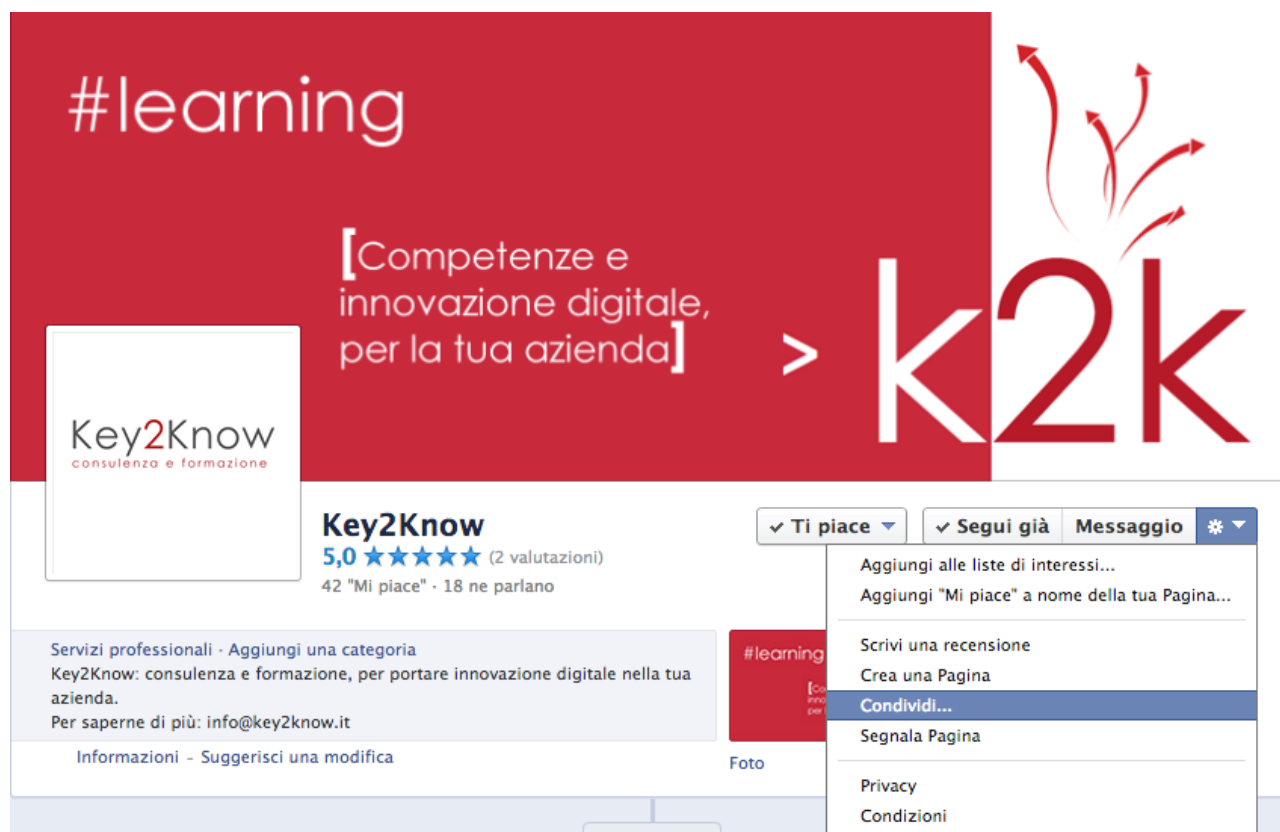 #learning
[Competenze e
innovazione digitale,
per la tua azienda]
> k2k
Key2Know
consulenza e formazione
Key2Know
5,0 (2 valutazioni)
42 "Mi piace" · 18 ne parlano
Ti piace
Segui già
Messaggio
Aggiungi alle liste di interessi...
Aggiungi "Mi piace" a nome della tua Pagina...
Scrivi una recensione
Crea una Pagina
Condividi...
Segnala Pagina
Privacy
Condizioni
Servizi professionali · Aggiungi una categoria
Key2Know: consulenza e formazione, per portare innovazione digitale nella tua
azienda.
Per saperne di più: info@key2know.it
Informazioni – Suggerisci una modifica
#learning
Foto